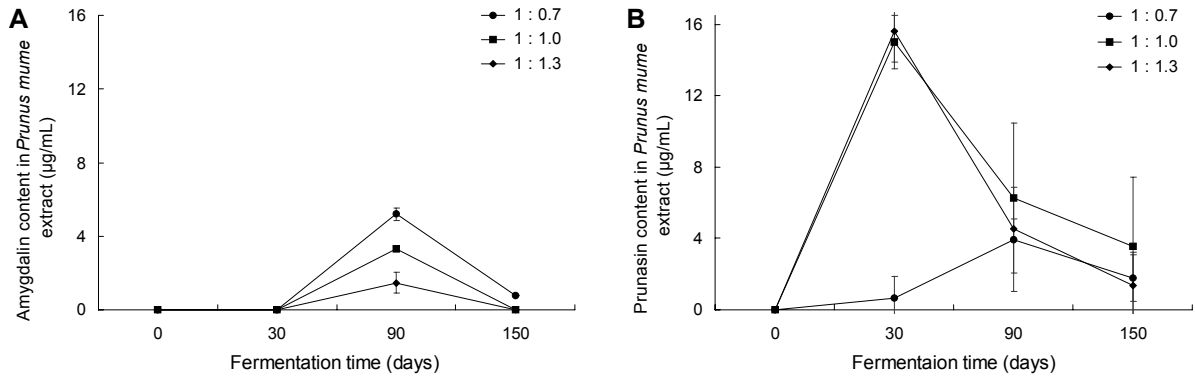 A
Amygdalin content in Prunus mume
extract (µg/mL)
16
12
8
4
0
0 30 90 150
Fermentation time (days)
1 : 0.7
1 : 1.0
1 : 1.3
B
Prunasin content in Prunus mume
extract (µg/mL)
16
12
8
4
0
0 30 90 150
Fermentaion time (days)
1 : 0.7
1 : 1.0
1 : 1.3